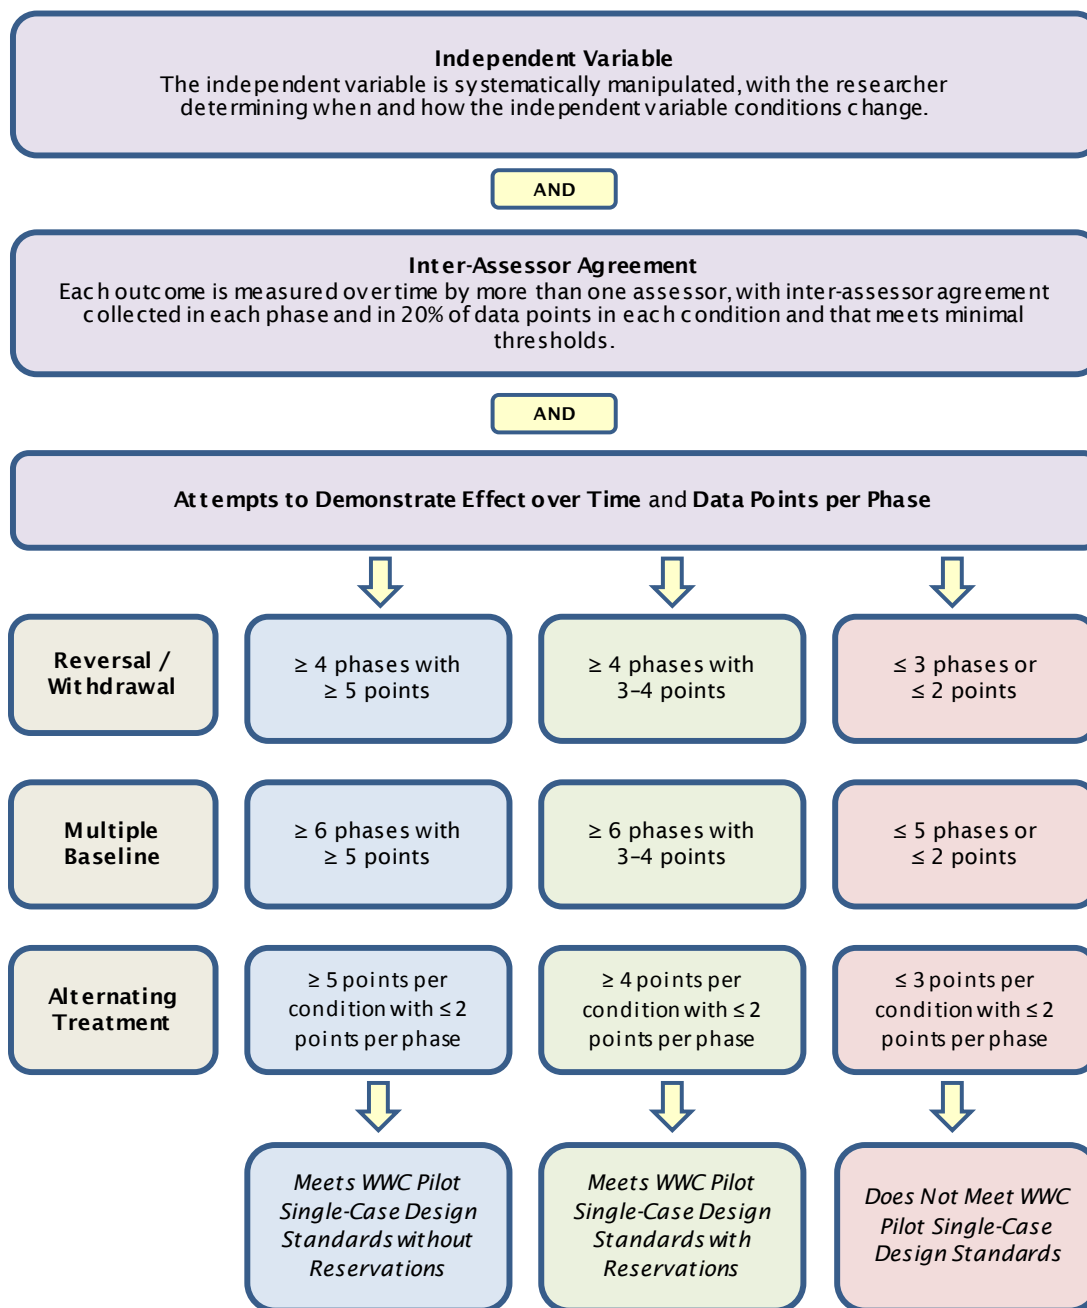 Independent Variable
The independent variable is systematically manipulated, with the researcher
determining when and how the independent variable conditions change.
AND
Inter-Assessor Agreement
Each outcome is measured over time by more than one assessor, with inter-assessor agreement
collected in each phase and in 20% of data points in each condition and that meets minimal
thresholds.
AND
Attempts to Demonstrate Effect over Time and Data Points per Phase
Reversal /
Withdrawal
≥ 4 phases with
≥ 5 points
≥ 4 phases with
3–4 points
≤ 3 phases or
≤ 2 points
Multiple
Baseline
≥ 6 phases with
≥ 5 points
≥ 6 phases with
3–4 points
≤ 5 phases or
≤ 2 points
Alternating
Treatment
≥ 5 points per
condition with ≤ 2
points per phase
≥ 4 points per
condition with ≤ 2
points per phase
≤ 3 points per
condition with ≤ 2
points per phase
Meets WWC Pilot
Single-Case Design
Standards without
Reservations
Meets WWC Pilot
Single-Case Design
Standards with
Reservations
Does Not Meet WWC
Pilot Single-Case
Design Standards